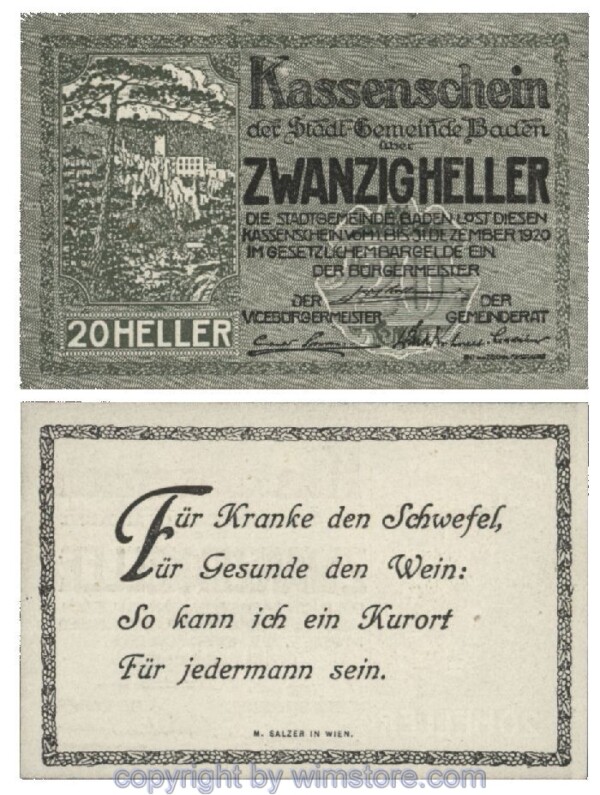 Kassenschein
der Stadt-Gemeinde Baden
über
ZWANZIGHELLER
DIE STADTGEMEINDE BADEN LÖST DIESEN
KASSENSCHEIN VOM 1. BIS 31. DEZEMBER 1920
IM GESETZLICHEM BARGELDE EIN.
DER BÜRGERMEISTER
DER
VICEBÜRGERMEISTER
DER
GEMEINDERAT
20 HELLER
Für Kranke den Schwefel,
Für Gesunde den Wein:
So kann ich ein Kurort
Für jedermann sein.
M. SALZER IN WIEN.
copyright by wimstore.com